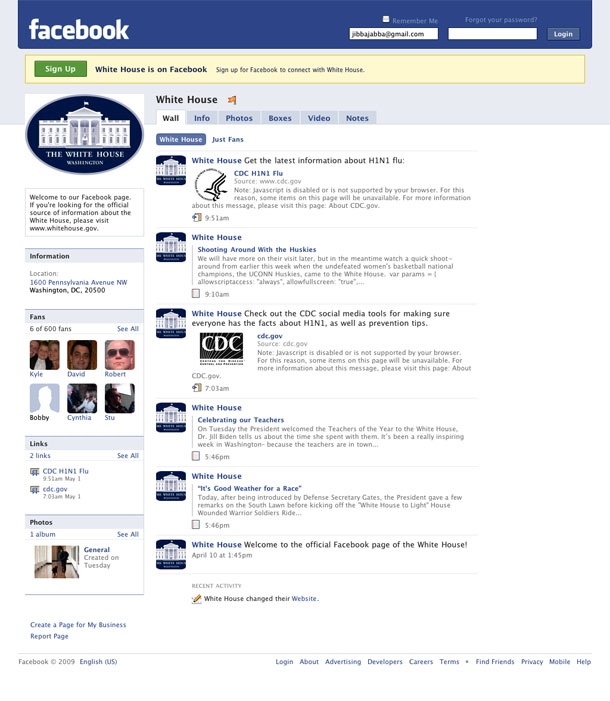 facebook
Remember Me
Forgot your password?
jibbajabba@gmail.com
Login
Sign Up
White House is on Facebook
Sign up for Facebook to connect with White House.
THE WHITE HOUSE
WASHINGTON
Welcome to our Facebook page.
If you're looking for the official
source of information about the
White House, please visit
www.whitehouse.gov.
Information
Location:
1600 Pennsylvania Avenue NW
Washington, DC, 20500
Fans
6 of 600 fans See All
Kyle David Robert
Bobby Cynthia Stu
Links
2 links See All
CDC H1N1 Flu
9:51am May 1
cdc.gov
7:03am May 1
Photos
1 album See All
General
Created on
Tuesday
Create a Page for My Business
Report Page
White House
Wall Info Photos Boxes Video Notes
White House Just Fans
White House Get the latest information about H1N1 flu:
CDC H1N1 Flu
Source: www.cdc.gov
Note: Javascript is disabled or is not supported by your browser. For this
reason, some items on this page will be unavailable. For more information
about this message, please visit this page: About CDC.gov.
9:51am
White House
Shooting Around With the Huskies
We will have more on their visit later, but in the meantime watch a quick shoot-
around from earlier this week when the undefeated women's basketball national
champions, the UCONN Huskies, came to the White House. var params = {
allowscriptaccess: "always", allowfullscreen: "true",...
9:10am
White House Check out the CDC social media tools for making sure
everyone has the facts about H1N1, as well as prevention tips.
CDC
cdc.gov
Source: cdc.gov
Note: Javascript is disabled or is not supported by your browser.
For this reason, some items on this page will be unavailable. For
more information about this message, please visit this page: About
CDC.gov.
7:03am
White House
Celebrating our Teachers
On Tuesday the President welcomed the Teachers of the Year to the White House,
Dr. Jill Biden tells us about the time she spent with them. It's been a really inspiring
week in Washington– because the teachers are in town...
5:46pm
White House
"It's Good Weather for a Race"
Today, after being introduced by Defense Secretary Gates, the President gave a few
remarks on the South Lawn before kicking off the "White House to Light" House
Wounded Warrior Soldiers Ride...
5:46pm
White House Welcome to the official Facebook page of the White House!
April 10 at 1:45pm
RECENT ACTIVITY
White House changed their Website.
Facebook © 2009 English (US)
Login About Advertising Developers Careers Terms • Find Friends Privacy Mobile Help